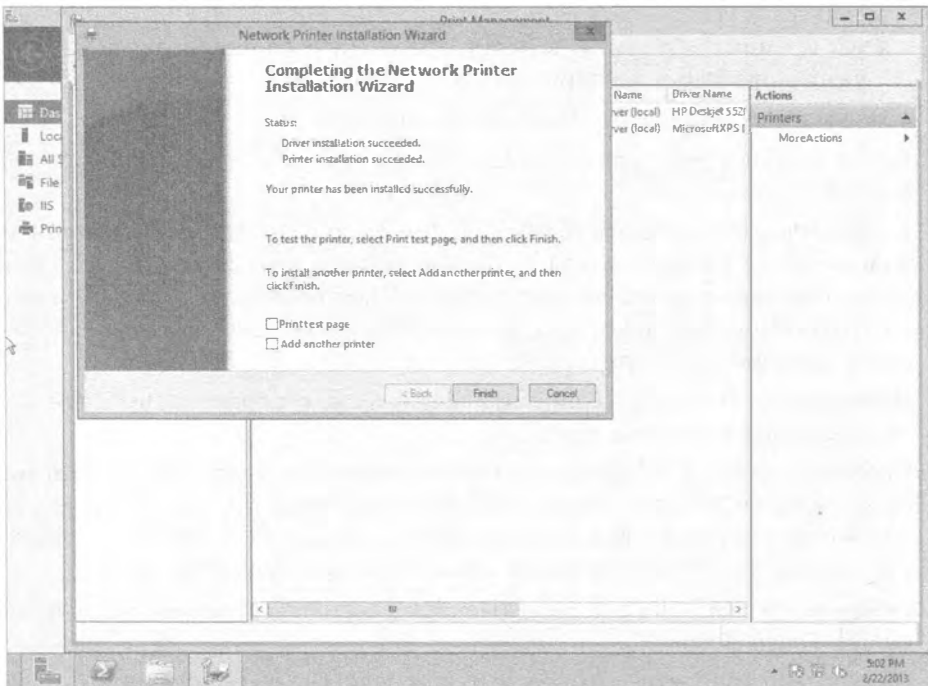 Print Management
Network Printer Installation Wizard
Completing the Network Printer
Installation Wizard
Status:
Driver installation succeeded.
Printer installation succeeded.
Your printer has been installed successfully.
To test the printer, select Print test page, and then click Finish.
To install another printer, select Add another printer, and then
click Finish.
Print test page
Add another printer
< Back
Finish
Cancel
Name
Driver Name
ver (local)
HP Deskjet 552
ver (local)
Microsoft XPS
Actions
Printers
More Actions
Das
Loca
All S
File
IIS
Prin
5:02 PM
2/22/2013